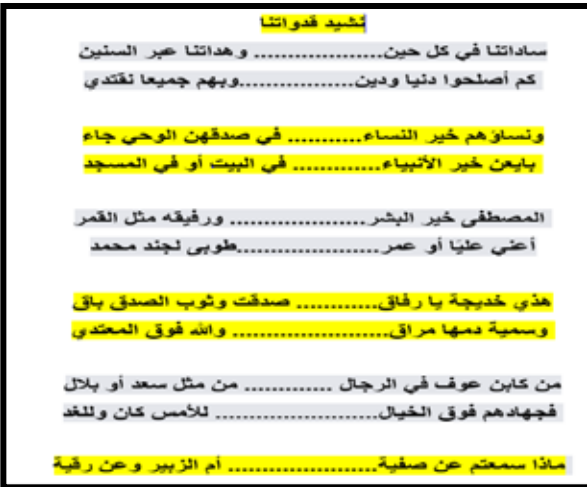 نشيد قدواتنا
ساداتنا في كل حين.................. وهداتنا عبر السنين
كم أصلحوا دنيا ودين................وبهم جميعا نقتدي
ونساؤهم خير النساء........... في صدقهن الوحي جاء
بايعن خير الأنبياء............. في البيت أو في المسجد
المصطفى خير البشر.................... ورفيقه مثل القمر
أعني عليًا أو عمر....................طوبى لجند محمد
هذي خديجة يا رفاق............ صدقت وثوب الصدق باق
وسمية دمها مراق...................... والله فوق المعتدي
من كابن عوف في الرجال ............ من مثل سعد أو بلال
فجهادهم فوق الخيال....................... للأمس كان وللغد
ماذا سمعتم عن صفية..................... أم الزبير وعن رقية